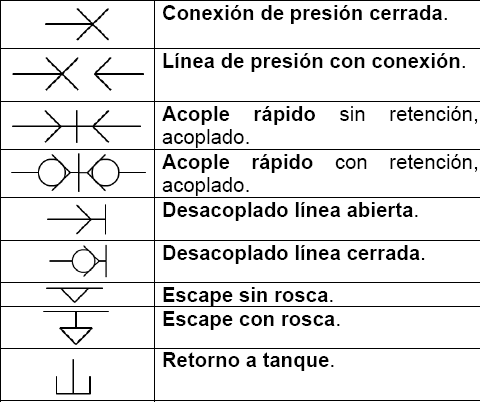 Conexión de presión cerrada.
Línea de presión con conexión.
Acople rápido sin retención,
acoplado.
Acople rápido con retención,
acoplado.
Desacoplado línea abierta.
Desacoplado línea cerrada.
Escape sin rosca.
Escape con rosca.
Retorno a tanque.